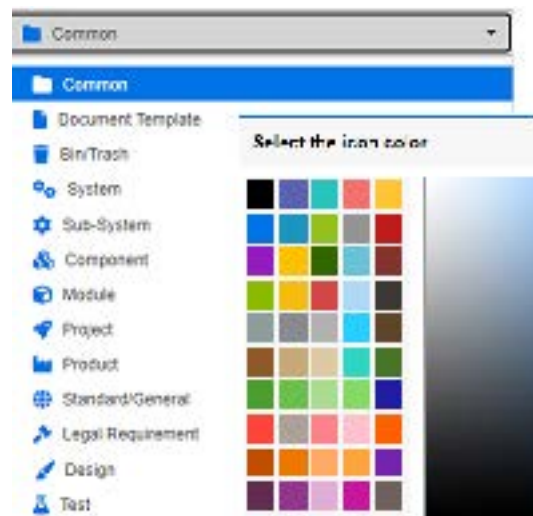 Common
Common
Document Template
Bin/Trash
Select the icon color
System
Sub-System
Component
Module
Project
Product
Standard/General
Legal Requirement
Design
Test